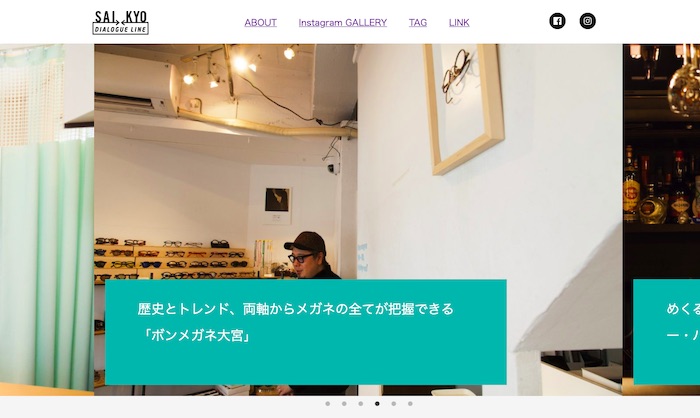 SAI KYO
DIALOGUE LINE
ABOUT
Instagram GALLERY
TAG
LINK
歴史とトレンド、両軸からメガネの全てが把握できる
「ボンメガネ大宮」
めくる
ー・バ